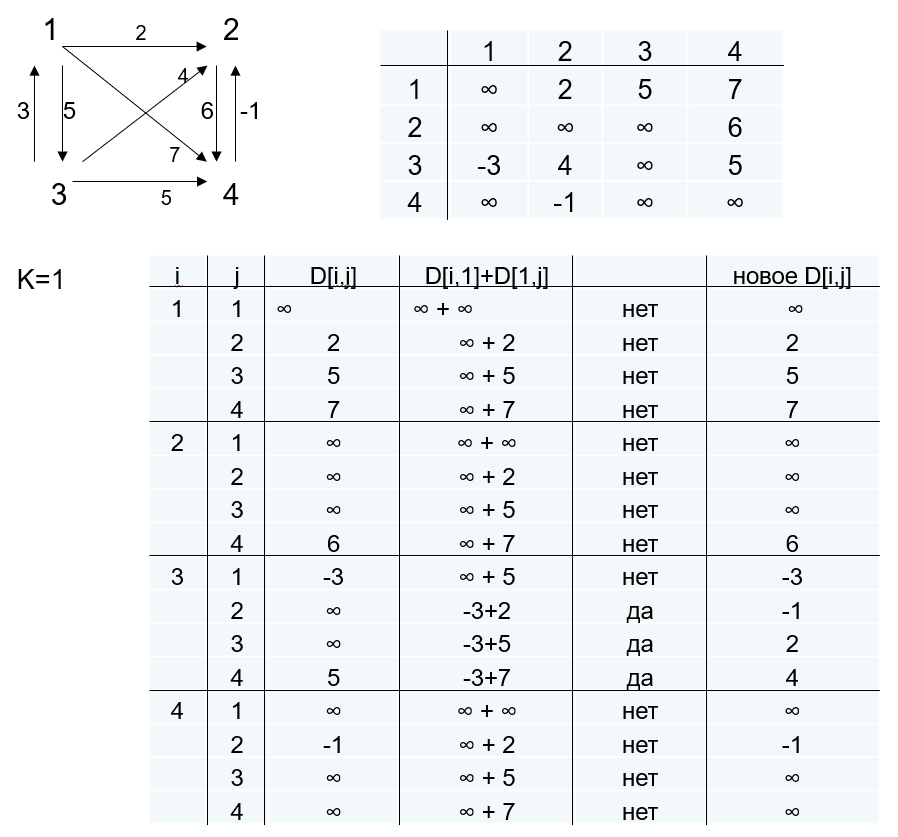 1 2 2
4
3 5 6 -1
7
3 5 4
1 2 3 4
1 ∞ 2 5 7
2 ∞ ∞ ∞ 6
3 -3 4 ∞ 5
4 ∞ -1 ∞ ∞
K=1
i j D[i,j] D[i,1]+D[1,j] новое D[i,j]
1 1 ∞ ∞ + ∞ нет ∞
2 2 ∞ + 2 нет 2
3 5 ∞ + 5 нет 5
4 7 ∞ + 7 нет 7
2 1 ∞ ∞ + ∞ нет ∞
2 ∞ ∞ + 2 нет ∞
3 ∞ ∞ + 5 нет ∞
4 6 ∞ + 7 нет 6
3 1 -3 ∞ + 5 нет -3
2 ∞ -3+2 да -1
3 ∞ -3+5 да 2
4 5 -3+7 да 4
4 1 ∞ ∞ + ∞ нет ∞
2 -1 ∞ + 2 нет -1
3 ∞ ∞ + 5 нет ∞
4 ∞ ∞ + 7 нет ∞